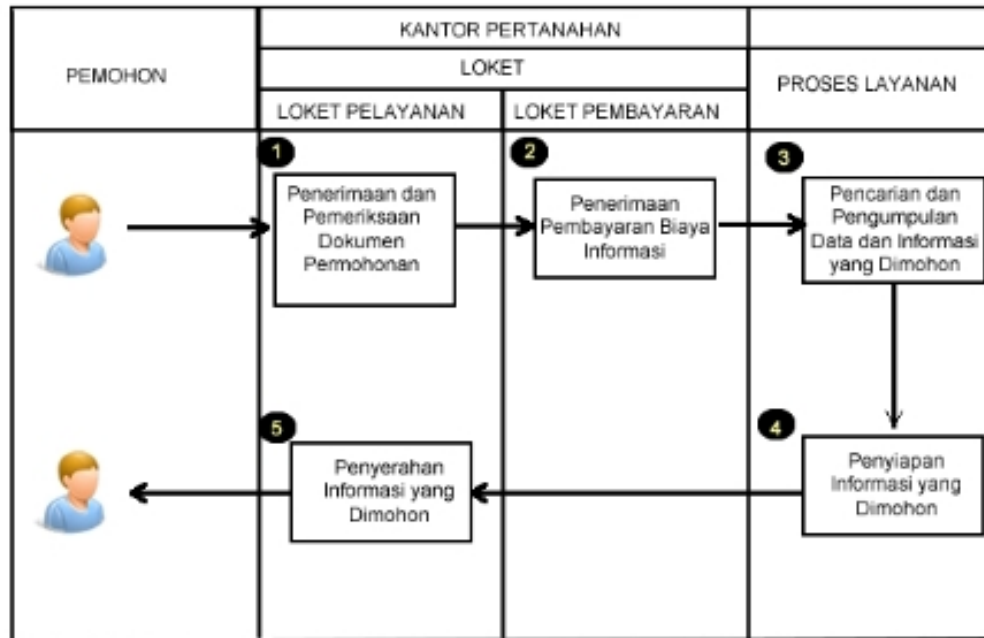 PEMOHON
KANTOR PERTANAHAN
LOKET
LOKET PELAYANAN
LOKET PEMBAYARAN
PROSES LAYANAN
1
Penerimaan dan
Pemeriksaan
Dokumen
Permohonan
2
Penerimaan
Pembayaran Biaya
Informasi
3
Pencarian dan
Pengumpulan
Data dan Informasi
yang Dimohon
4
Penyiapan
Informasi yang
Dimohon
5
Penyerahan
Informasi yang
Dimohon